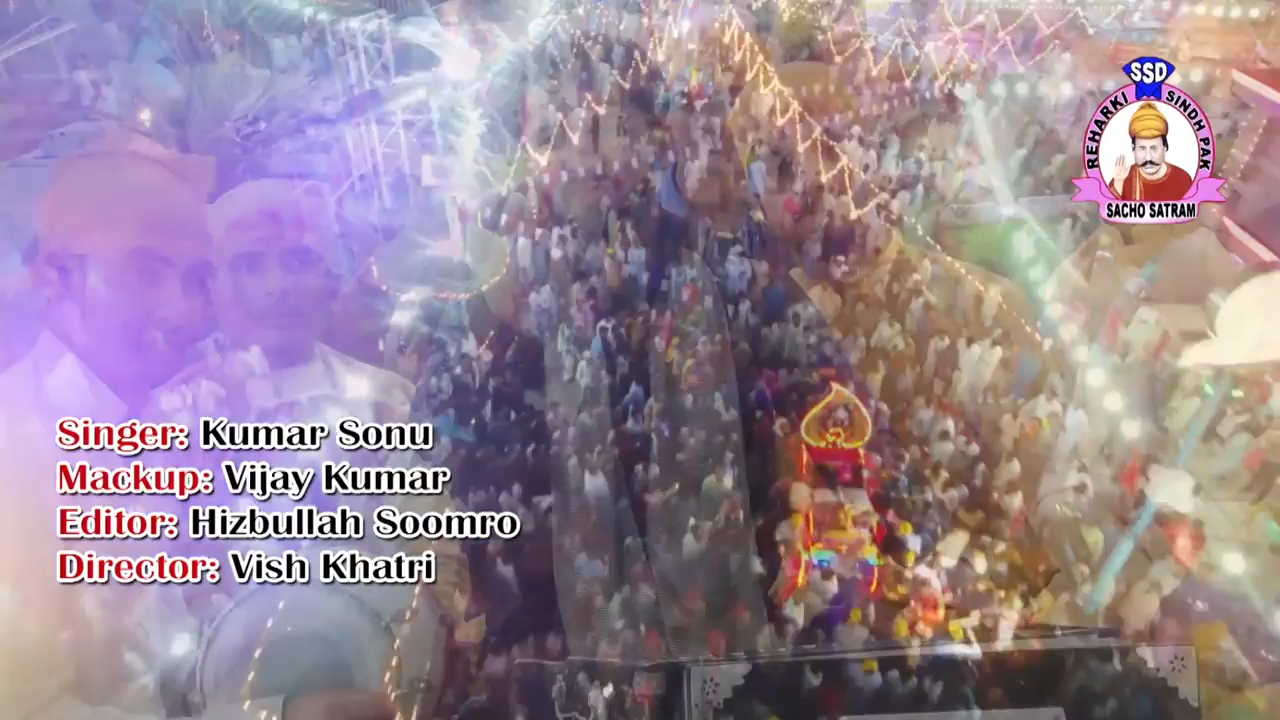 SSD
REHARKI SINDH PAK
SACHO SATRAM
Singer: Kumar Sonu
Mackup: Vijay Kumar
Editor: Hizbullah Soomro
Director: Vish Khatri